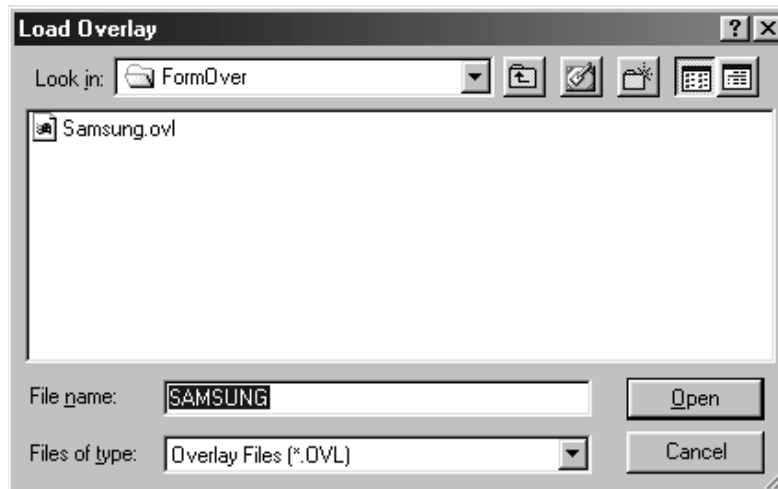 Load Overlay
Look in: FormOver
Samsung.ovl
File name: SAMSUNG Open
Files of type: Overlay Files (*.OVL) Cancel